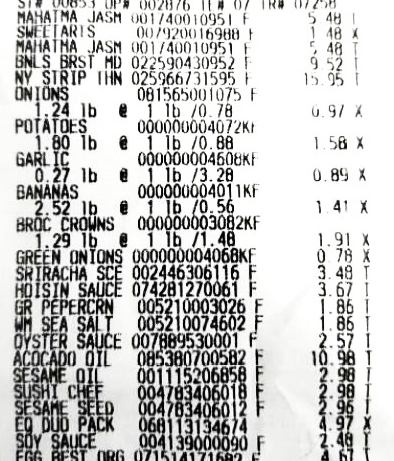 ST# 00853 OP# 002876 TE# 07 TR# 07258
MAHATMA JASM 001740010951 F 5.48 T
SWEETARTS 007920016988 F 1.48 X
MAHATMA JASM 001740010951 F 5.48 T
BNLS BRST MD 022590430952 F 9.52 T
NY STRIP THN 025966731595 F 15.95 T
ONIONS 081565001075 F
1.24 lb @ 1 lb /0.78 0.97 X
POTATOES 000000004072KF
1.80 lb @ 1 lb /0.88 1.58 X
GARLIC 000000004608KF
0.27 lb @ 1 lb /3.28 0.89 X
BANANAS 000000004011KF
2.52 lb @ 1 lb /0.56 1.41 X
BROC CROWNS 000000003082KF
1.29 lb @ 1 lb /1.48 1.91 X
GREEN ONIONS 000000004068KF 0.78 X
SRIRACHA SCE 002446306116 F 3.48 T
HOISIN SAUCE 074281270061 F 3.67 T
GR PEPERCRN 005210003026 F 1.86 T
WM SEA SALT 005210074602 F 1.86 T
OYSTER SAUCE 007889530001 F 2.57 T
ACOCADO OIL 085380700582 F 10.98 T
SESAME OIL 001115206858 F 2.98 T
SUSHI CHEF 004783406018 F 2.98 T
SESAME SEED 004783406012 F 2.96 T
EQ DUO PACK 068113134674 4.97 X
SOY SAUCE 004139000090 F 2.48 T
EGG BEST ORG 071514171682 F 4.67 T